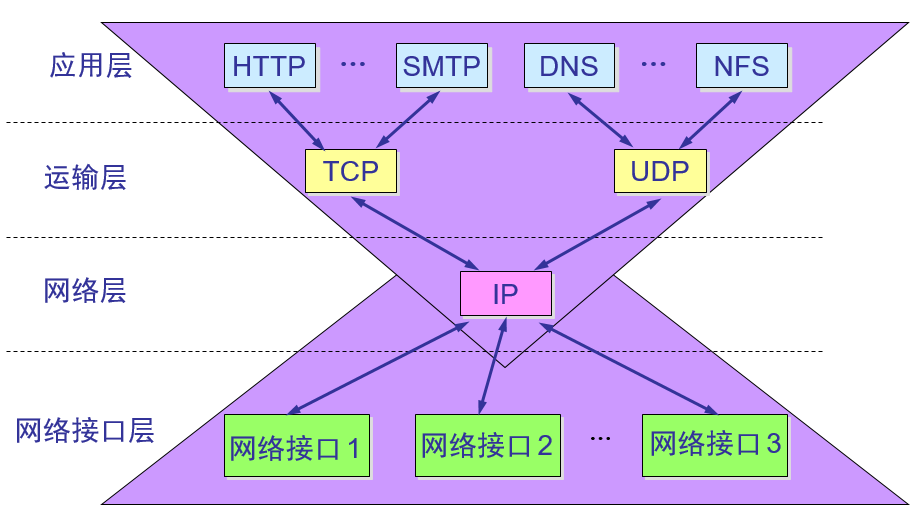 应用层 HTTP … SMTP DNS … NFS
运输层 TCP UDP
网络层 IP
网络接口层 网络接口 1 网络接口 2 … 网络接口 3